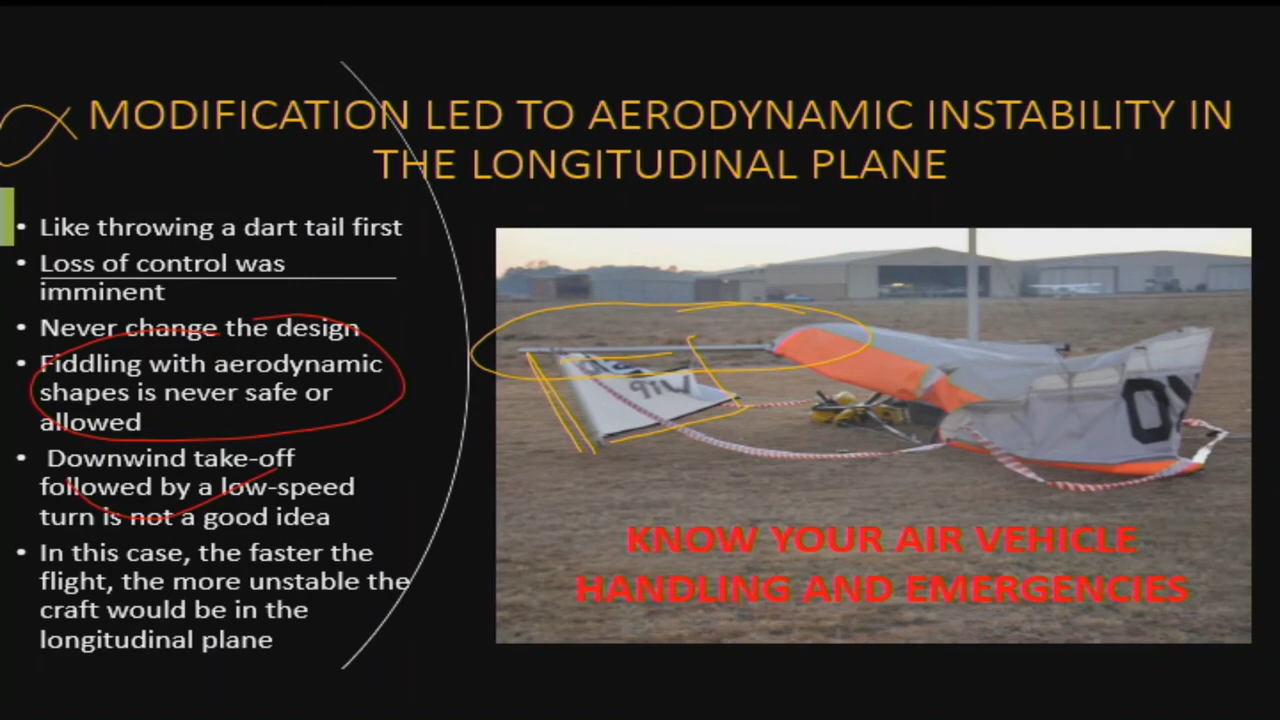 MODIFICATION LED TO AERODYNAMIC INSTABILITY IN
THE LONGITUDINAL PLANE
• Like throwing a dart tail first
• Loss of control was
imminent
• Never change the design
• Fiddling with aerodynamic
shapes is never safe or
allowed
• Downwind take-off
followed by a low-speed
turn is not a good idea
• In this case, the faster the
flight, the more unstable the
craft would be in the
longitudinal plane
KNOW YOUR AIR VEHICLE
HANDLING AND EMERGENCIES